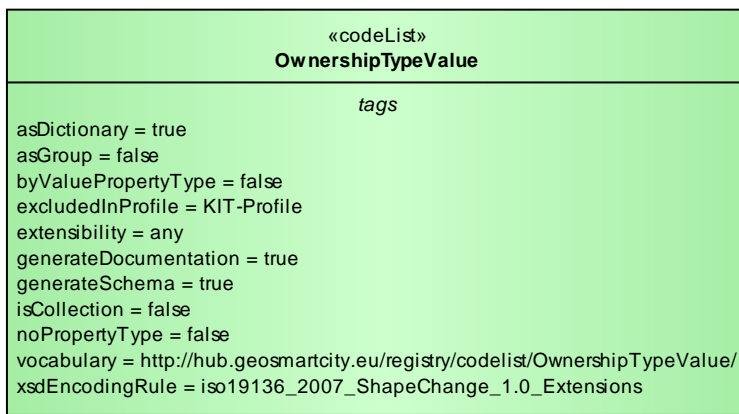 «codeList»
OwnershipTypeValue
tags
asDictionary = true
asGroup = false
byValuePropertyType = false
excludedInProfile = KIT-Profile
extensibility = any
generateDocumentation = true
generateSchema = true
isCollection = false
noPropertyType = false
vocabulary = http://hub.geosmartcity.eu/registry/codelist/OwnershipTypeValue/
xsdEncodingRule = iso19136_2007_ShapeChange_1.0_Extensions